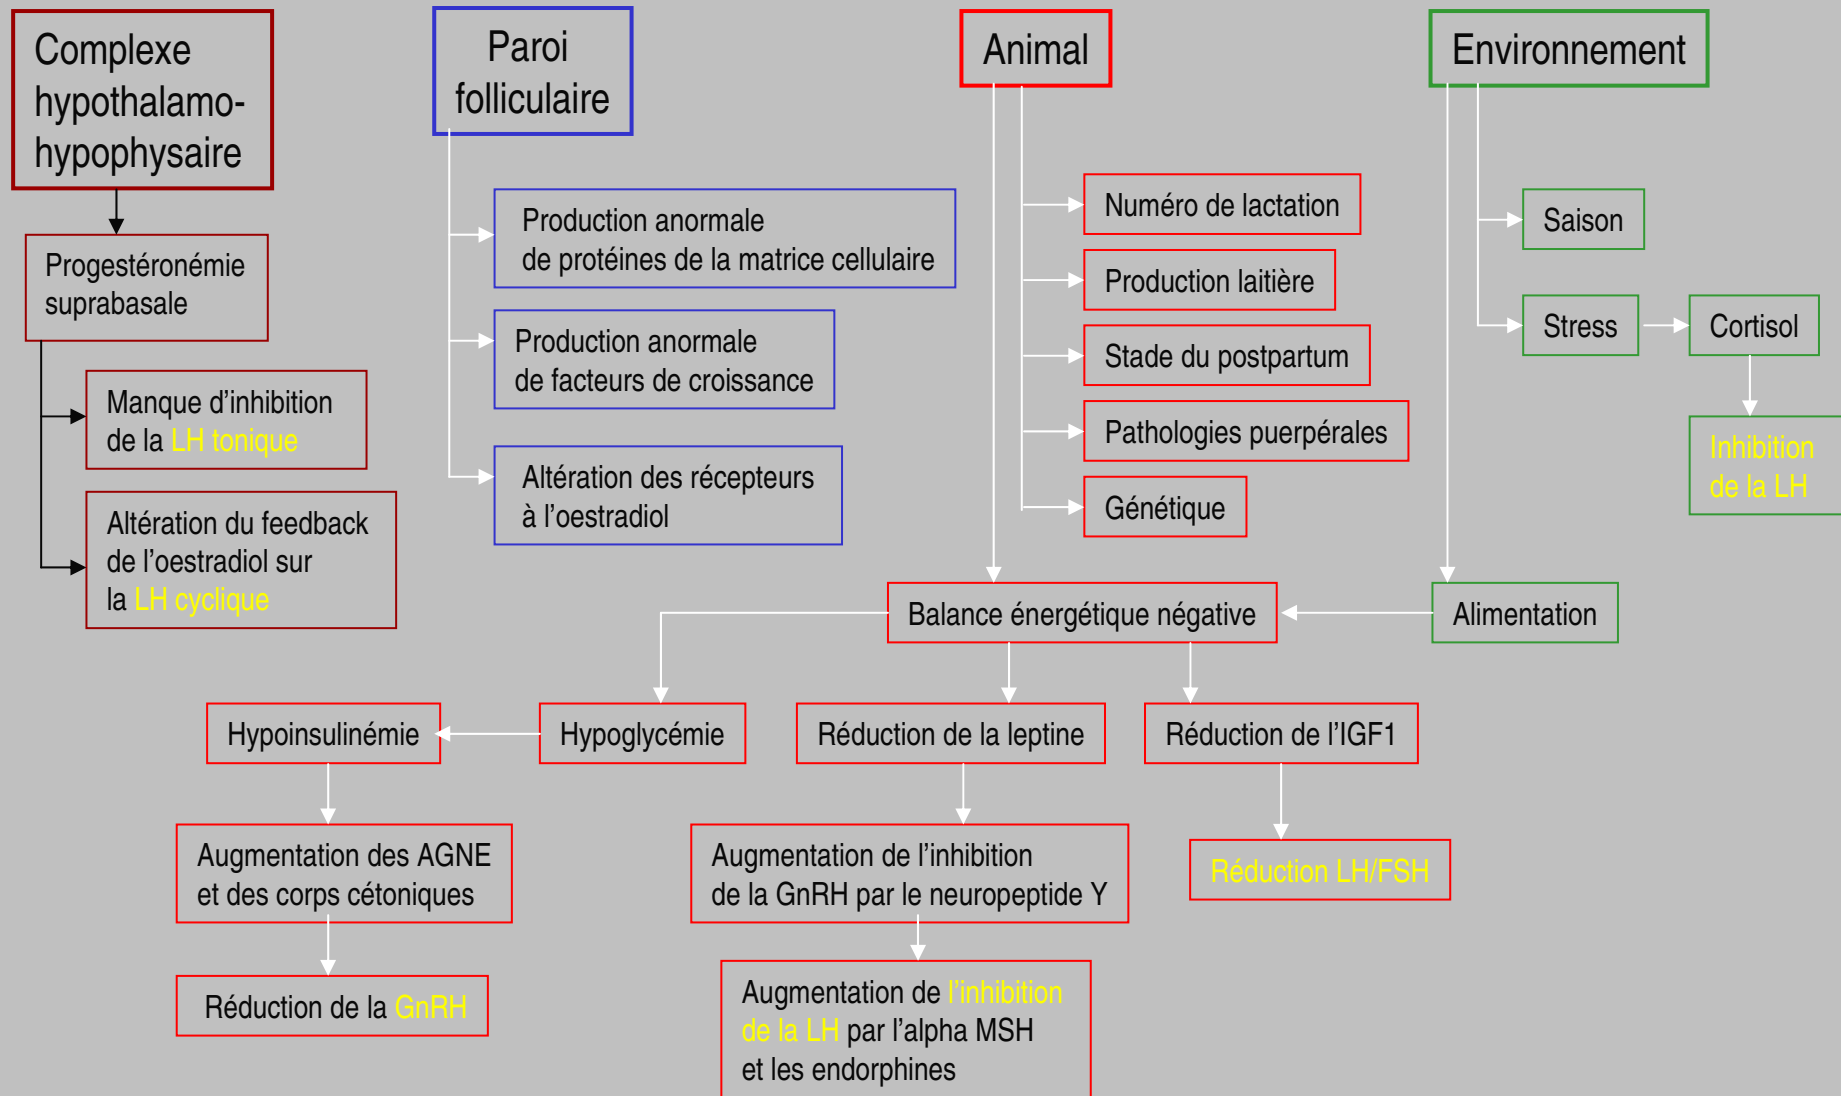 Complexe
hypothalamo-
hypophysaire
Progestéronémie
suprabasale
Manque d'inhibition
de la LH tonique
Altération du feedback
de l'oestradiol sur
la LH cyclique
Paroi
folliculaire
Production anormale
de protéines de la matrice cellulaire
Production anormale
de facteurs de croissance
Altération des récepteurs
à l'oestradiol
Animal
Numéro de lactation
Production laitière
Stade du postpartum
Pathologies puerpérales
Génétique
Environnement
Saison
Stress
Cortisol
Inhibition
de la LH
Balance énergétique négative
Alimentation
Hypoinsulinémie
Hypoglycémie
Réduction de la leptine
Réduction de l'IGF1
Augmentation des AGNE
et des corps cétoniques
Augmentation de l'inhibition
de la GnRH par le neuropeptide Y
Réduction LH/FSH
Réduction de la GnRH
Augmentation de l'inhibition
de la LH par l'alpha MSH
et les endorphines